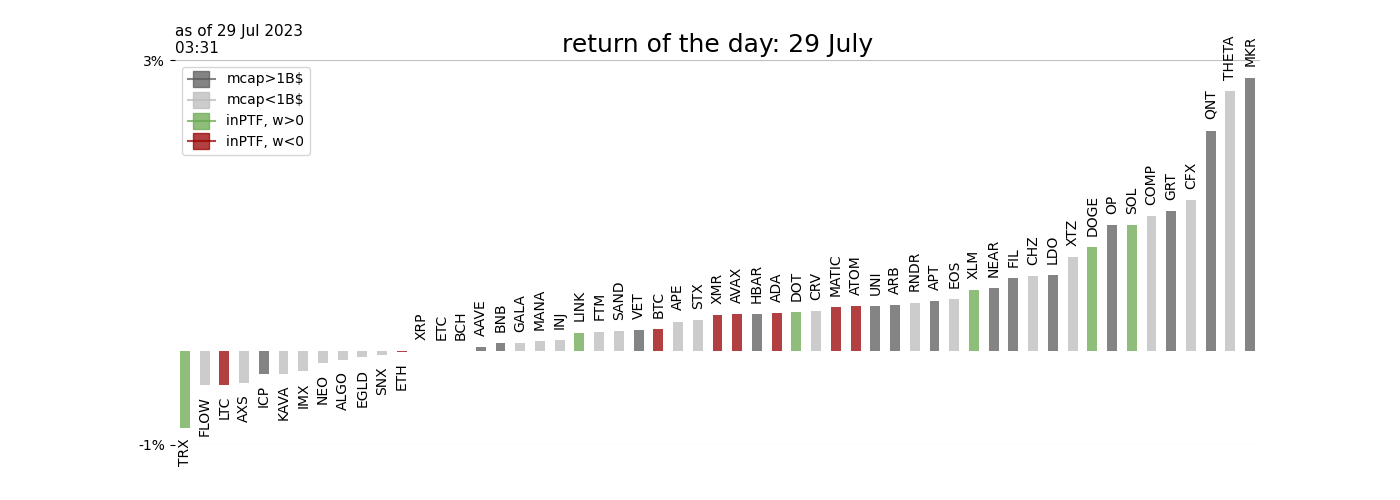 as of 29 Jul 2023
03:31
return of the day: 29 July
3%
mcap>1B$
mcap<1B$
inPTF, w>0
inPTF, w<0
-1%
TRX
FLOW
LTC
AXS
ICP
KAVA
IMX
NEO
ALGO
EGLD
SNX
ETH
XRP
ETC
BCH
AAVE
BNB
GALA
MANA
INJ
LINK
FTM
SAND
VET
BTC
APE
STX
XMR
AVAX
HBAR
ADA
DOT
CRV
MATIC
ATOM
UNI
ARB
RNDR
APT
EOS
XLM
NEAR
FIL
CHZ
LDO
XTZ
DOGE
OP
SOL
COMP
GRT
CFX
QNT
THETA
MKR